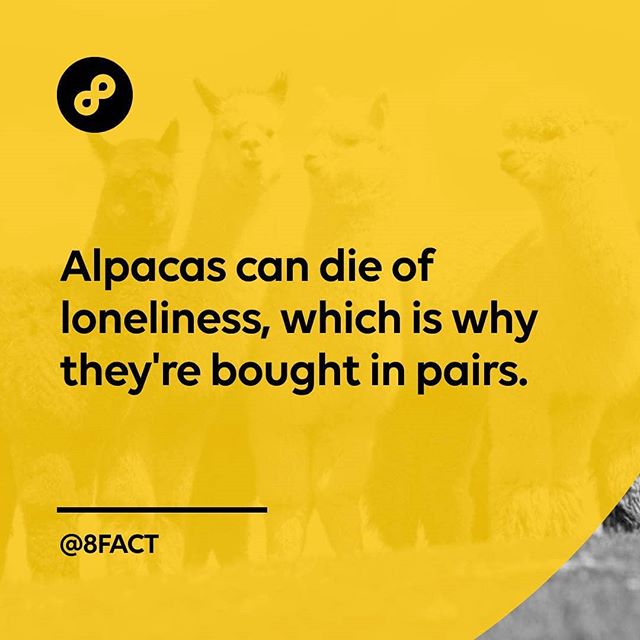 Alpacas can die of
loneliness, which is why
they're bought in pairs.
@8FACT